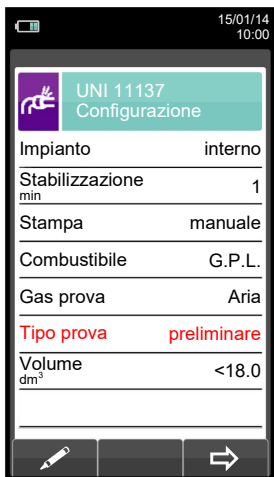 15/01/14
10:00
UNI 11137
Configurazione
Impianto interno
Stabilizzazione 1
min
Stampa manuale
Combustibile G.P.L.
Gas prova Aria
Tipo prova preliminare
Volume <18.0
dm³